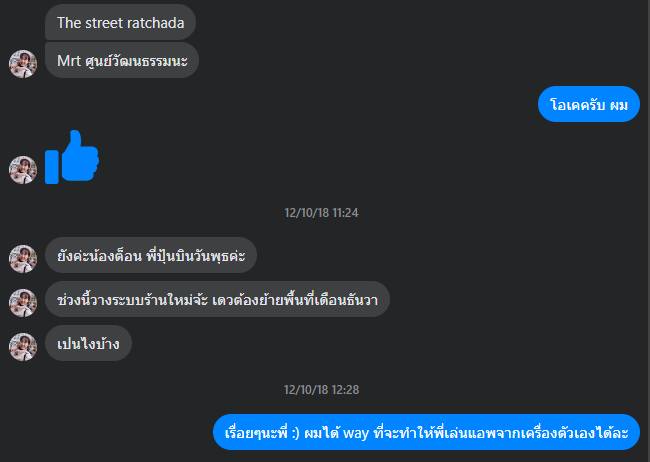 The street ratchada
Mrt ศูนย์วัฒนธรรมนะ
โอเคครับ ผม
12/10/18 11:24
ยังค่ะน้องต็อน พี่ปุ้นบินวันพุธค่ะ
ช่วงนี้วางระบบร้านใหม่จ้ะ เดวต้องย้ายพื้นที่เดือนธันวา
เปนไงบ้าง
12/10/18 12:28
เรื่อยๆนะพี่ :) ผมได้ way ที่จะทำให้พี่เล่นแอพจากเครื่องตัวเองได้ละ